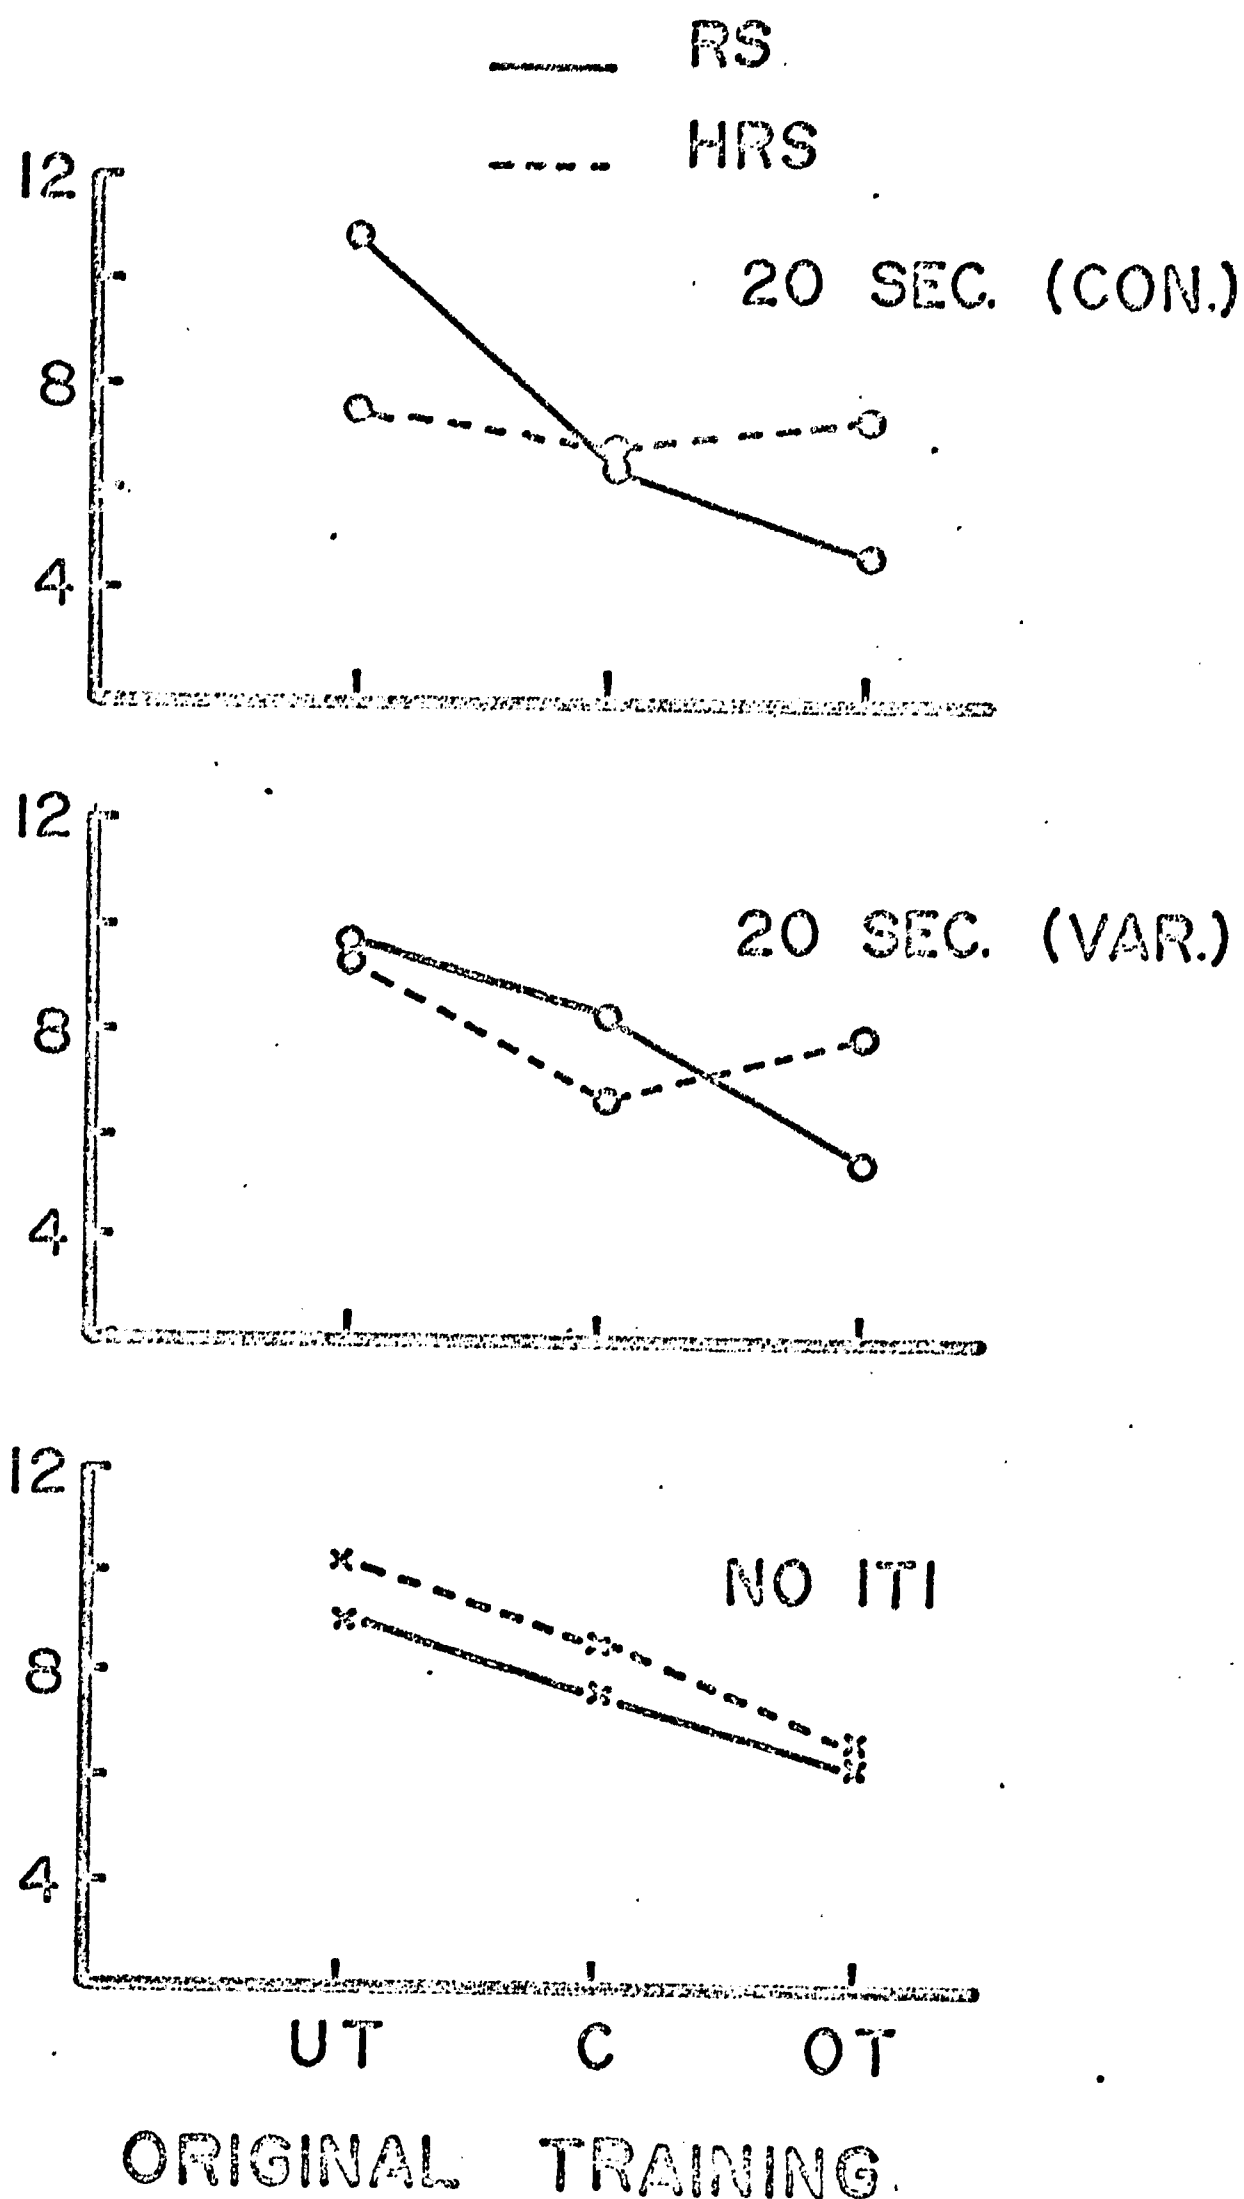 RS
HRS
12
20 SEC. (CON.)
8
4
12
20 SEC. (VAR.)
8
4
12
NO ITI
8
4
UT C OT
ORIGINAL TRAINING